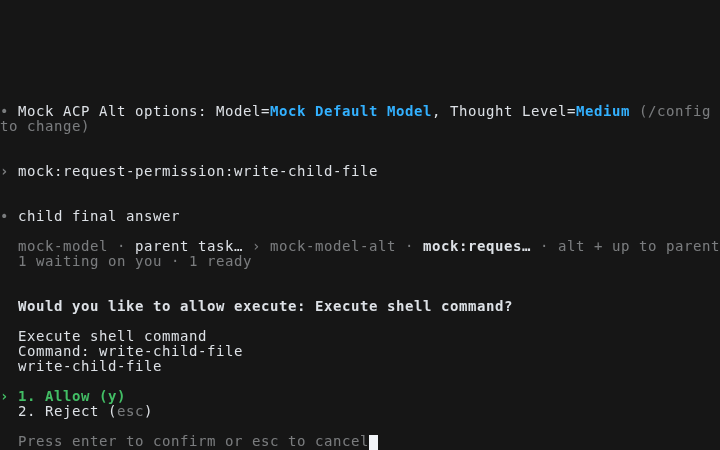 • Mock ACP Alt options: Model=Mock Default Model, Thought Level=Medium (/config
to change)
› mock:request-permission:write-child-file
• child final answer
mock-model · parent task… › mock-model-alt · mock:reques… · alt + up to parent
1 waiting on you · 1 ready
Would you like to allow execute: Execute shell command?
Execute shell command
Command: write-child-file
write-child-file
› 1. Allow (y)
2. Reject (esc)
Press enter to confirm or esc to cancel